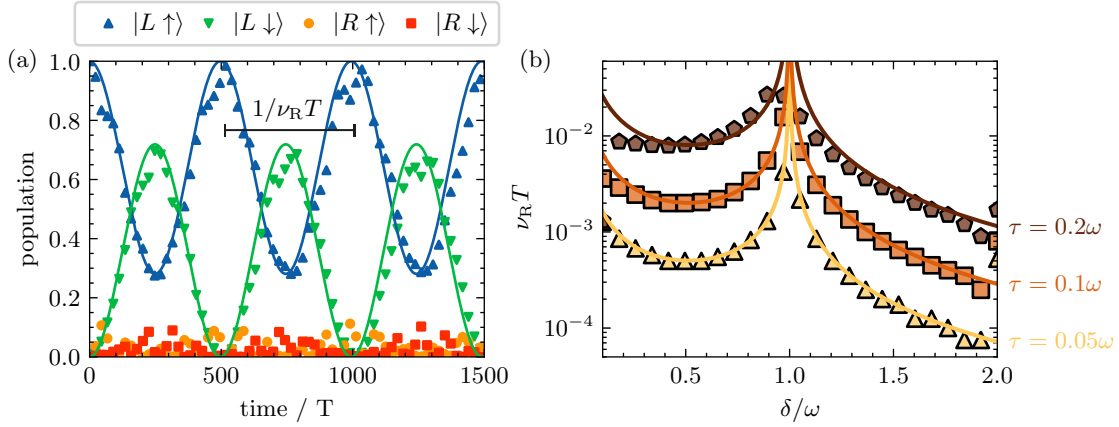 |L ↑⟩ |L ↓⟩ |R ↑⟩ |R ↓⟩
(a)
1.0
0.8
0.6
0.4
0.2
0.0
population
1/ν_R T
0 500 1000 1500
time / T
(b)
10⁻²
10⁻³
10⁻⁴
ν_R T
0.5 1.0 1.5 2.0
δ/ω
τ = 0.2ω
τ = 0.1ω
τ = 0.05ω